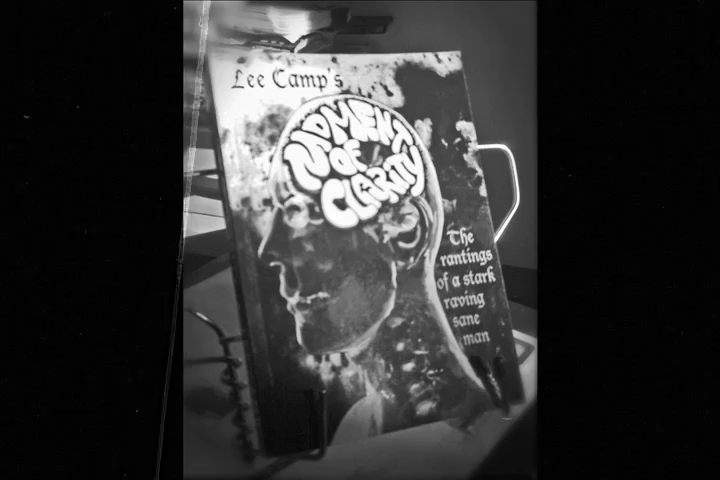 Lee Camp's
MOMENT
OF
CLARITY
The
rantings
of a stark
raving
sane
man